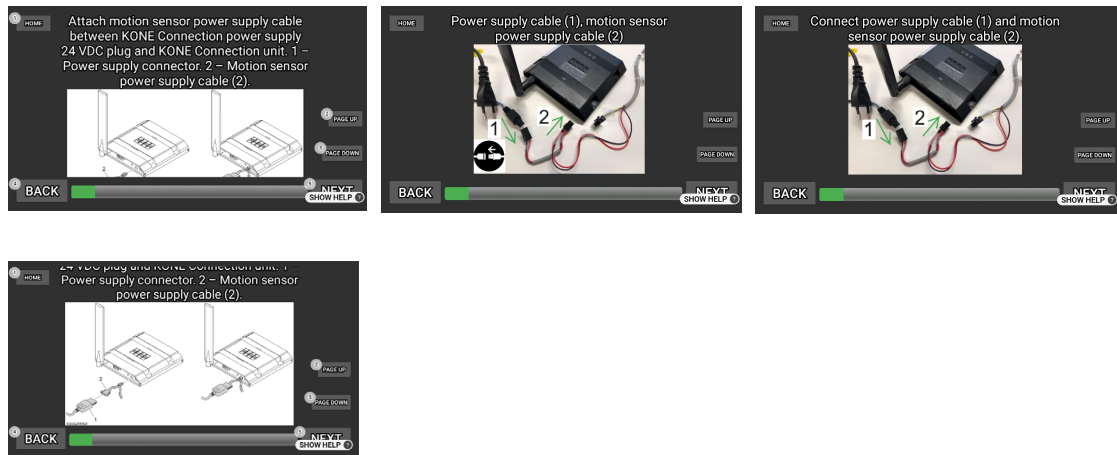 HOME
Attach motion sensor power supply cable
between KONE Connection power supply
24 VDC plug and KONE Connection unit. 1 –
Power supply connector. 2 – Motion sensor
power supply cable (2).
2
PAGE UP
PAGE DOWN
BACK
NEXT
SHOW HELP
HOME
Power supply cable (1), motion sensor
power supply cable (2)
1
2
PAGE UP
PAGE DOWN
BACK
NEXT
SHOW HELP
HOME
Connect power supply cable (1) and motion
sensor power supply cable (2).
1
2
PAGE UP
PAGE DOWN
BACK
NEXT
SHOW HELP
HOME
24 VDC plug and KONE Connection unit. 1 –
Power supply connector. 2 – Motion sensor
power supply cable (2).
2
1
PAGE UP
PAGE DOWN
BACK
NEXT
SHOW HELP